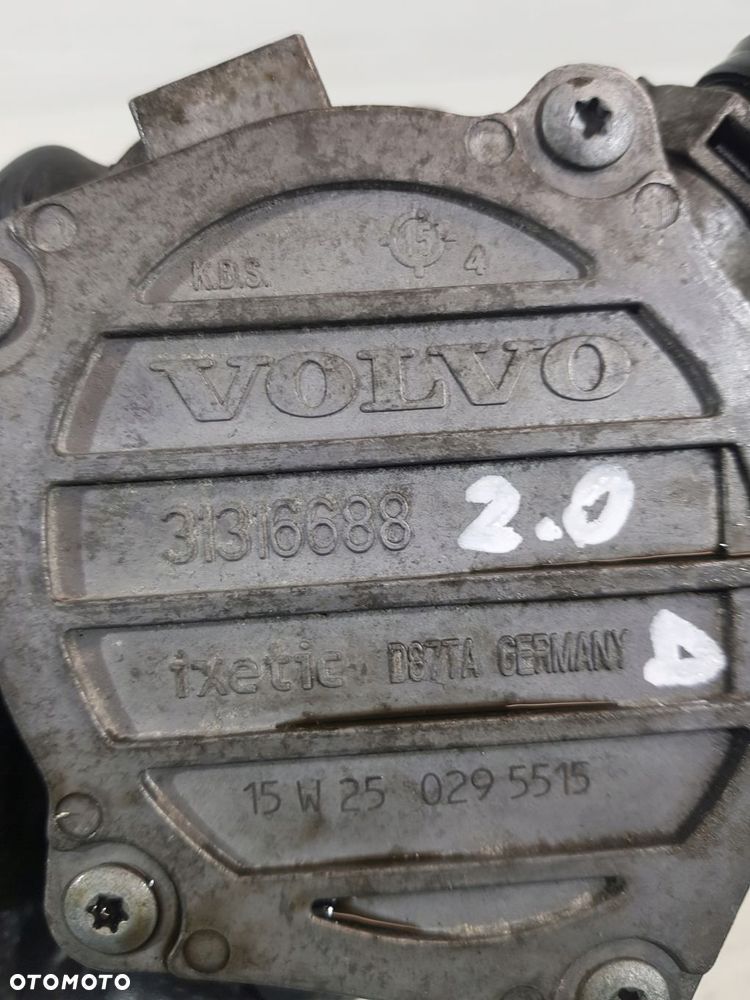 K.D.S. 15 4
VOLVO
31316688 2.0
ixetic D87TA GERMANY D
15 W 25 029 5515
OTOMOTO